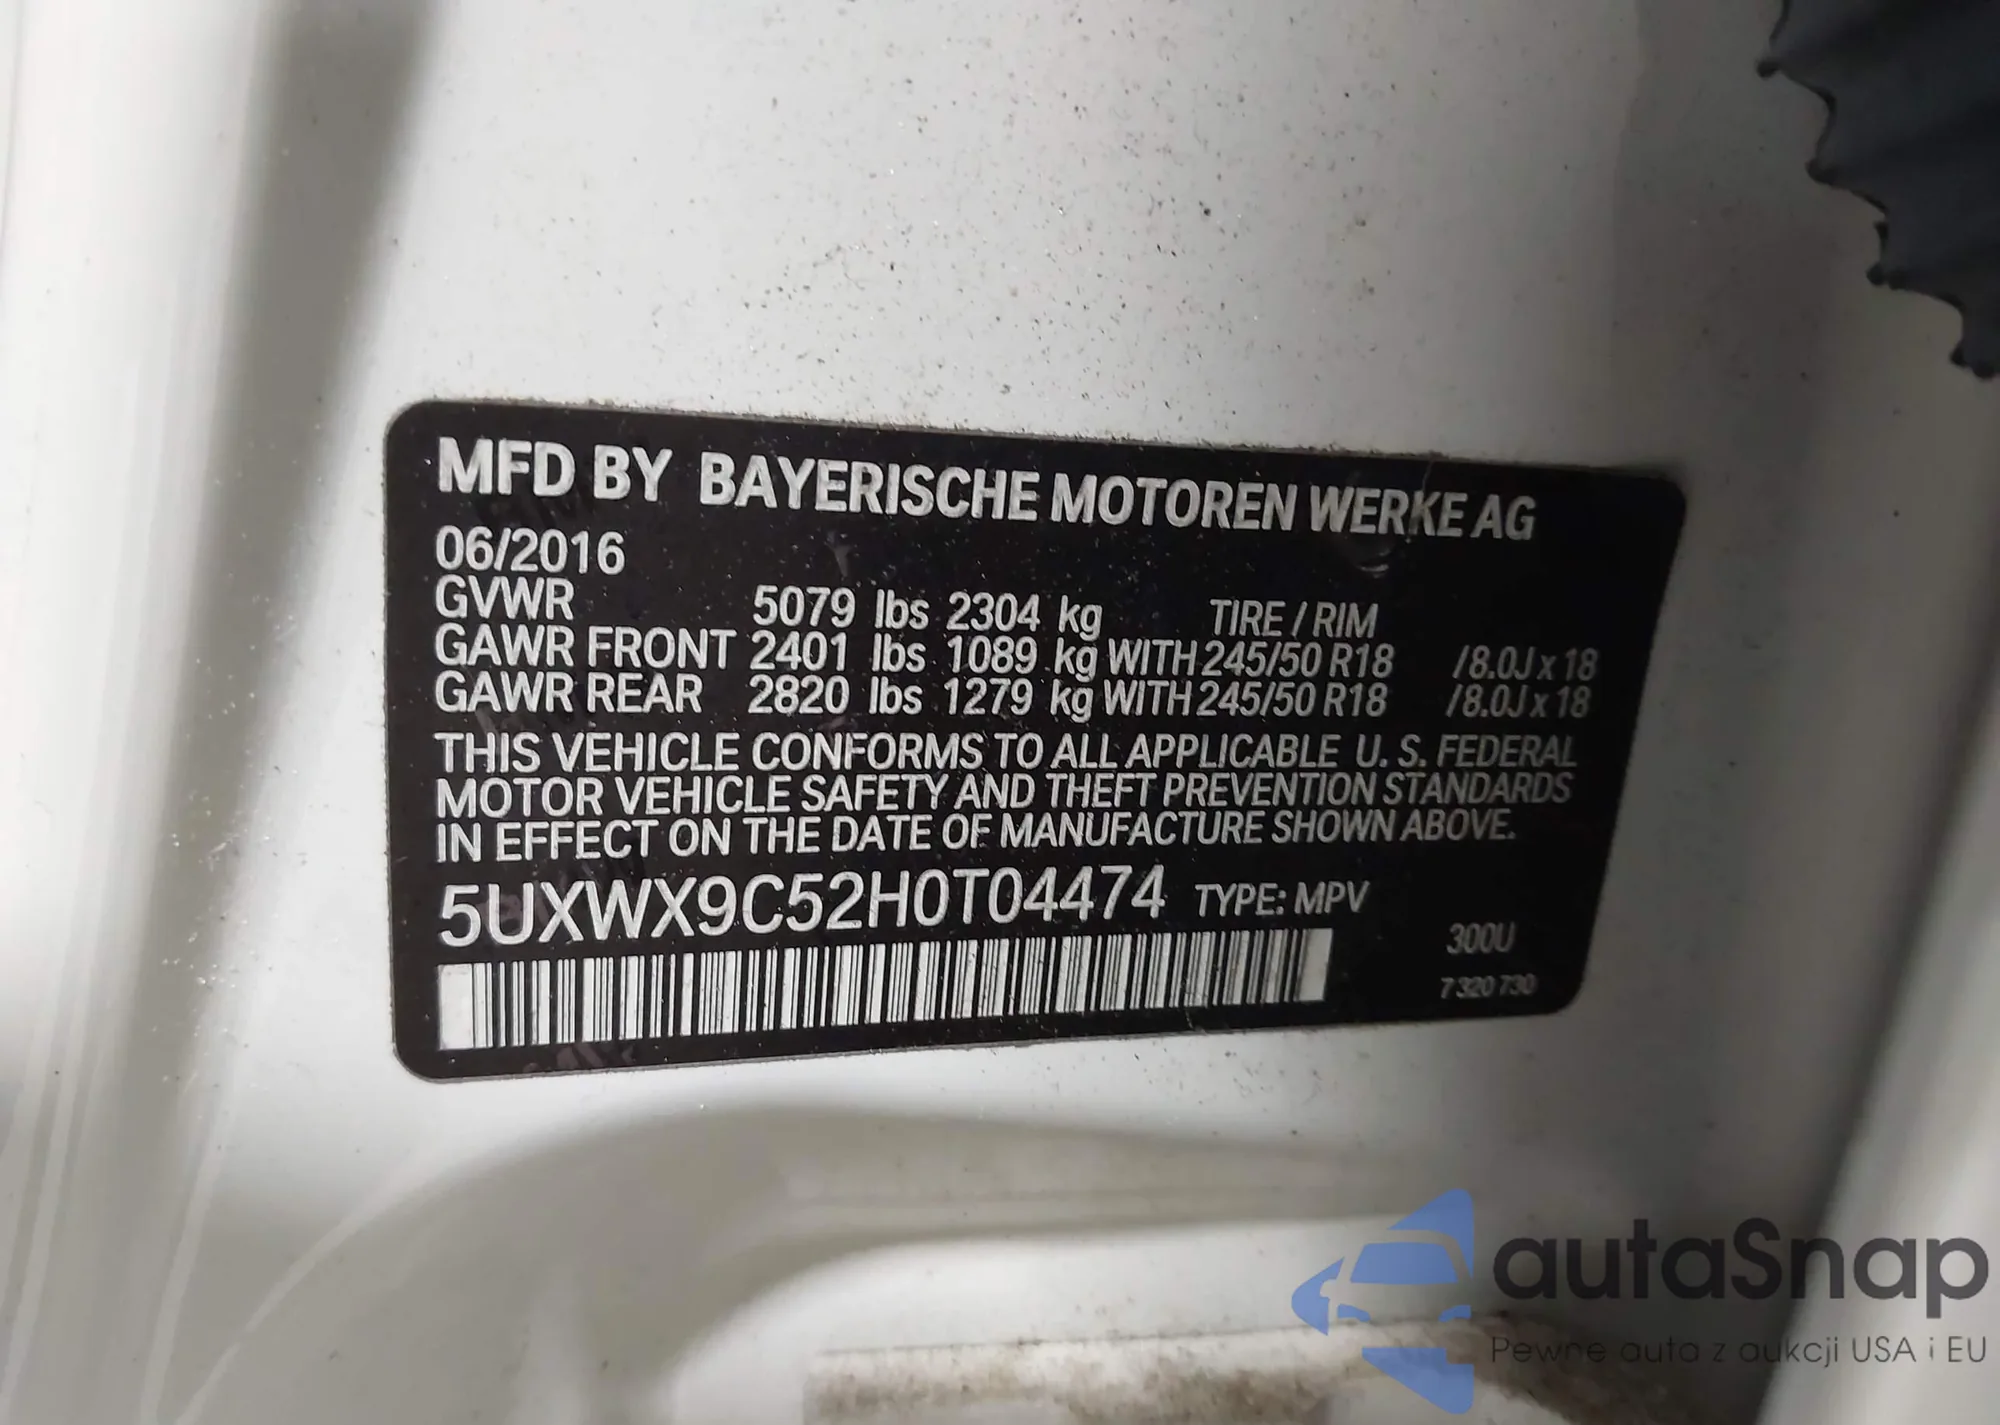 MFD BY BAYERISCHE MOTOREN WERKE AG
06/2016
GVWR 5079 lbs 2304 kg TIRE / RIM
GAWR FRONT 2401 lbs 1089 kg WITH 245/50 R18 /8.0J x 18
GAWR REAR 2820 lbs 1279 kg WITH 245/50 R18 /8.0J x 18
THIS VEHICLE CONFORMS TO ALL APPLICABLE U. S. FEDERAL
MOTOR VEHICLE SAFETY AND THEFT PREVENTION STANDARDS
IN EFFECT ON THE DATE OF MANUFACTURE SHOWN ABOVE.
5UXWX9C52H0T04474 TYPE: MPV
300U
7 320 730
autaSnap
Pewne auta z aukcji USA i EU